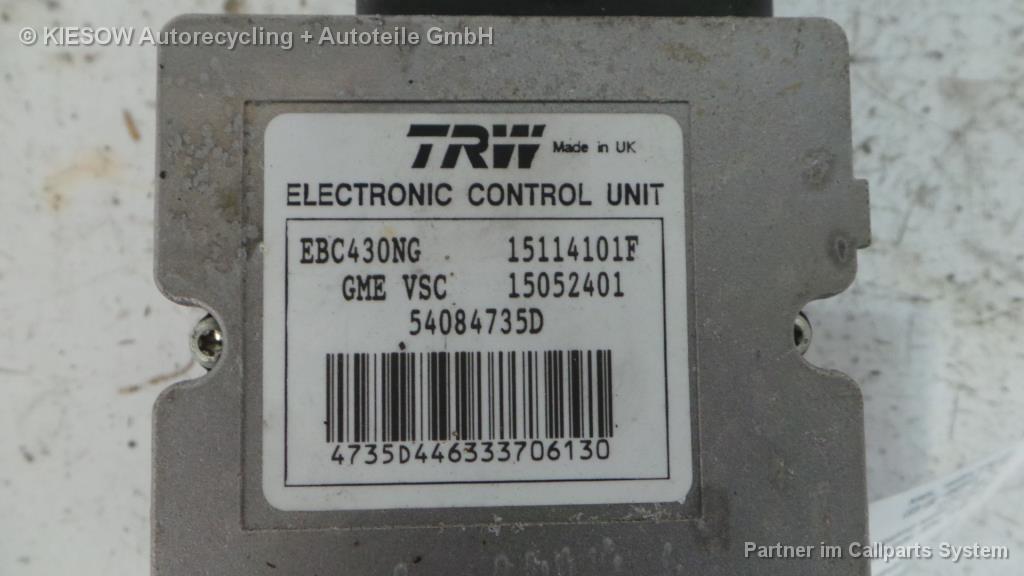 © KIESOW Autorecycling + Autoteile GmbH
TRW Made in UK
ELECTRONIC CONTROL UNIT
EBC430NG 15114101F
GME VSC 15052401
54084735D
4735D446333706130
Partner im Callparts System